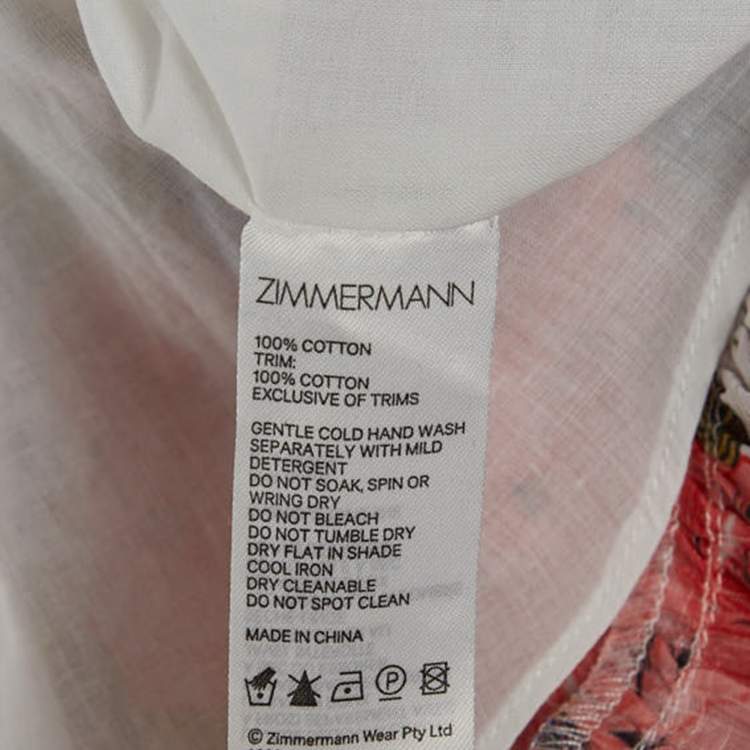 ZIMMERMANN
100% COTTON
TRIM:
100% COTTON
EXCLUSIVE OF TRIMS
GENTLE COLD HAND WASH
SEPARATELY WITH MILD
DETERGENT
DO NOT SOAK, SPIN OR
WRING DRY
DO NOT BLEACH
DO NOT TUMBLE DRY
DRY FLAT IN SHADE
COOL IRON
DRY CLEANABLE
DO NOT SPOT CLEAN
MADE IN CHINA
P
© Zimmermann Wear Pty Ltd